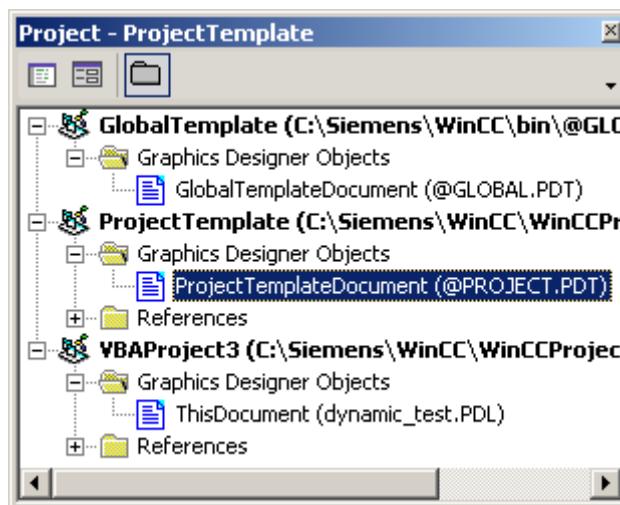 Project - ProjectTemplate
GlobalTemplate (C:\Siemens\WinCC\bin\@GLO
Graphics Designer Objects
GlobalTemplateDocument (@GLOBAL.PDT)
ProjectTemplate (C:\Siemens\WinCC\WinCCPr
Graphics Designer Objects
ProjectTemplateDocument (@PROJECT.PDT)
References
VBAProject3 (C:\Siemens\WinCC\WinCCProjec
Graphics Designer Objects
ThisDocument (dynamic_test.PDL)
References